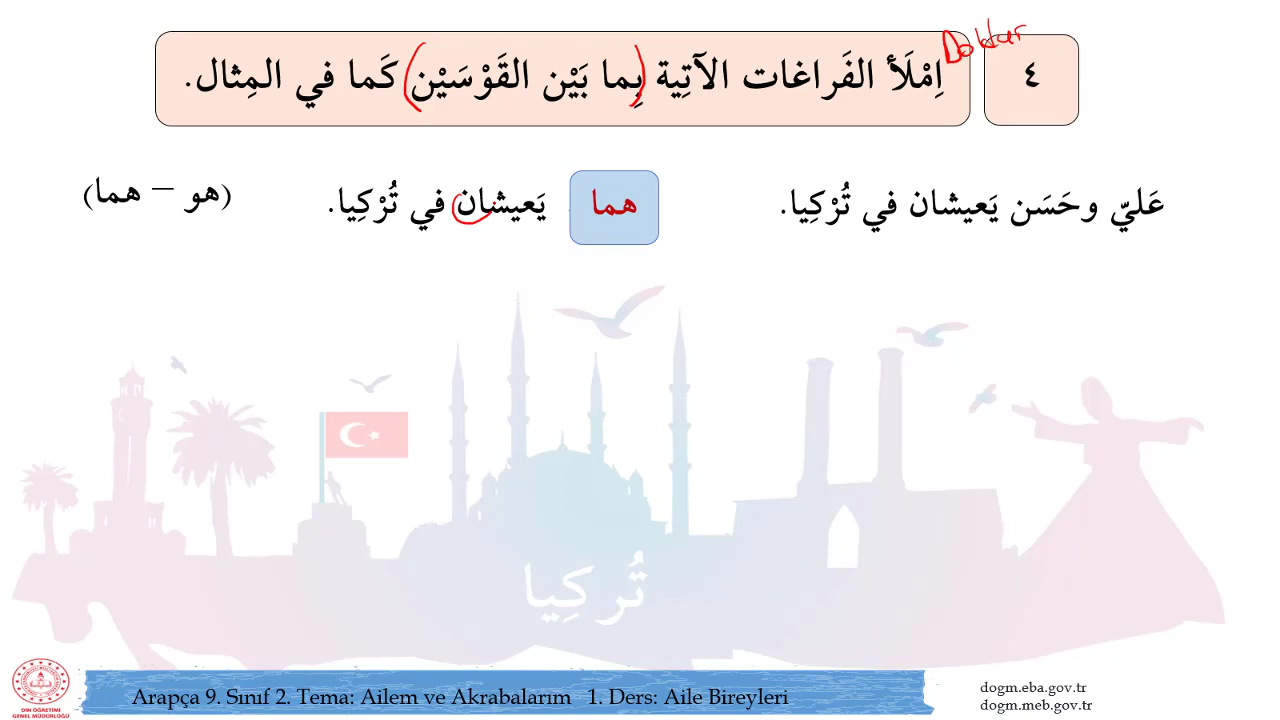 Doktur
٤
اِمْلَأْ الفَراغات الآتِية بِما بَيْن القَوْسَيْن كَما في المِثال.
عَليّ وحَسَن يَعيشان في تُرْكِيا.
هما يَعيشان في تُرْكِيا.
(هو – هما)
تُركِيا
DİN ÖĞRETİMİ
GENEL MÜDÜRLÜĞÜ
Arapça 9. Sınıf 2. Tema: Ailem ve Akrabalarım 1. Ders: Aile Bireyleri
dogm.eba.gov.tr
dogm.meb.gov.tr